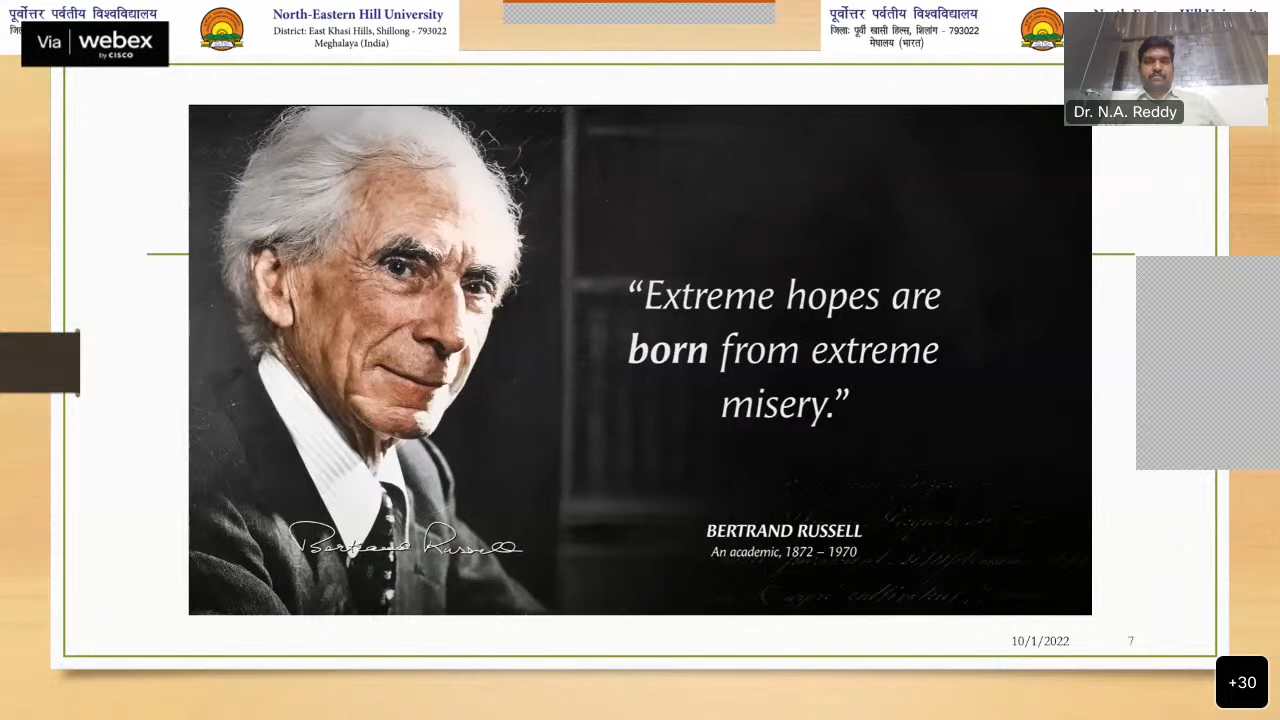 पूर्वोत्तर पर्वतीय विश्वविद्यालय
North-Eastern Hill University
District: East Khasi Hills, Shillong - 793022
Meghalaya (India)
पूर्वोत्तर पर्वतीय विश्वविद्यालय
जिला: पूर्वी खासी हिल्स, शिलांग - 793022
मेघालय (भारत)
Via webex
by CISCO
Dr. N.A. Reddy
“Extreme hopes are
born from extreme
misery.”
Bertrand Russell
BERTRAND RUSSELL
An academic, 1872 – 1970
10/1/2022 7
+30